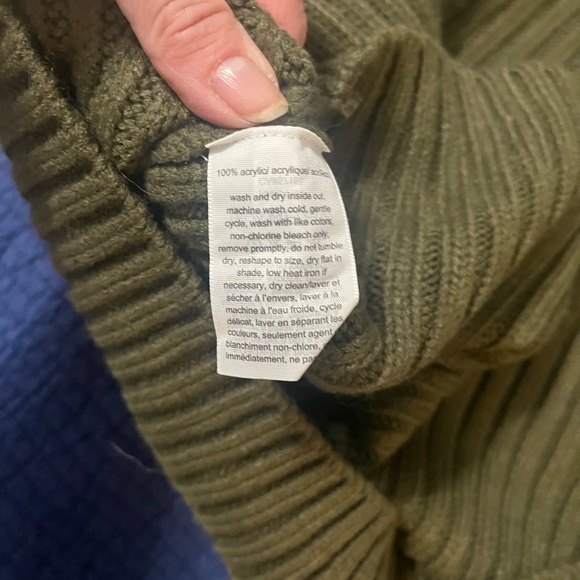 100% acrylic/ acrylique/
wash and dry inside out,
machine wash cold, gentle
cycle, wash with like colors,
non-chlorine bleach only,
remove promptly, do not tumble
dry, reshape to size, dry flat in
shade, low heat iron if
necessary, dry clean/laver et
sécher à l'envers, laver à la
machine à l'eau froide, cycle
délicat, laver en séparant les
couleurs, seulement agent
blanchiment non-chlore,
immédiatement, ne pa